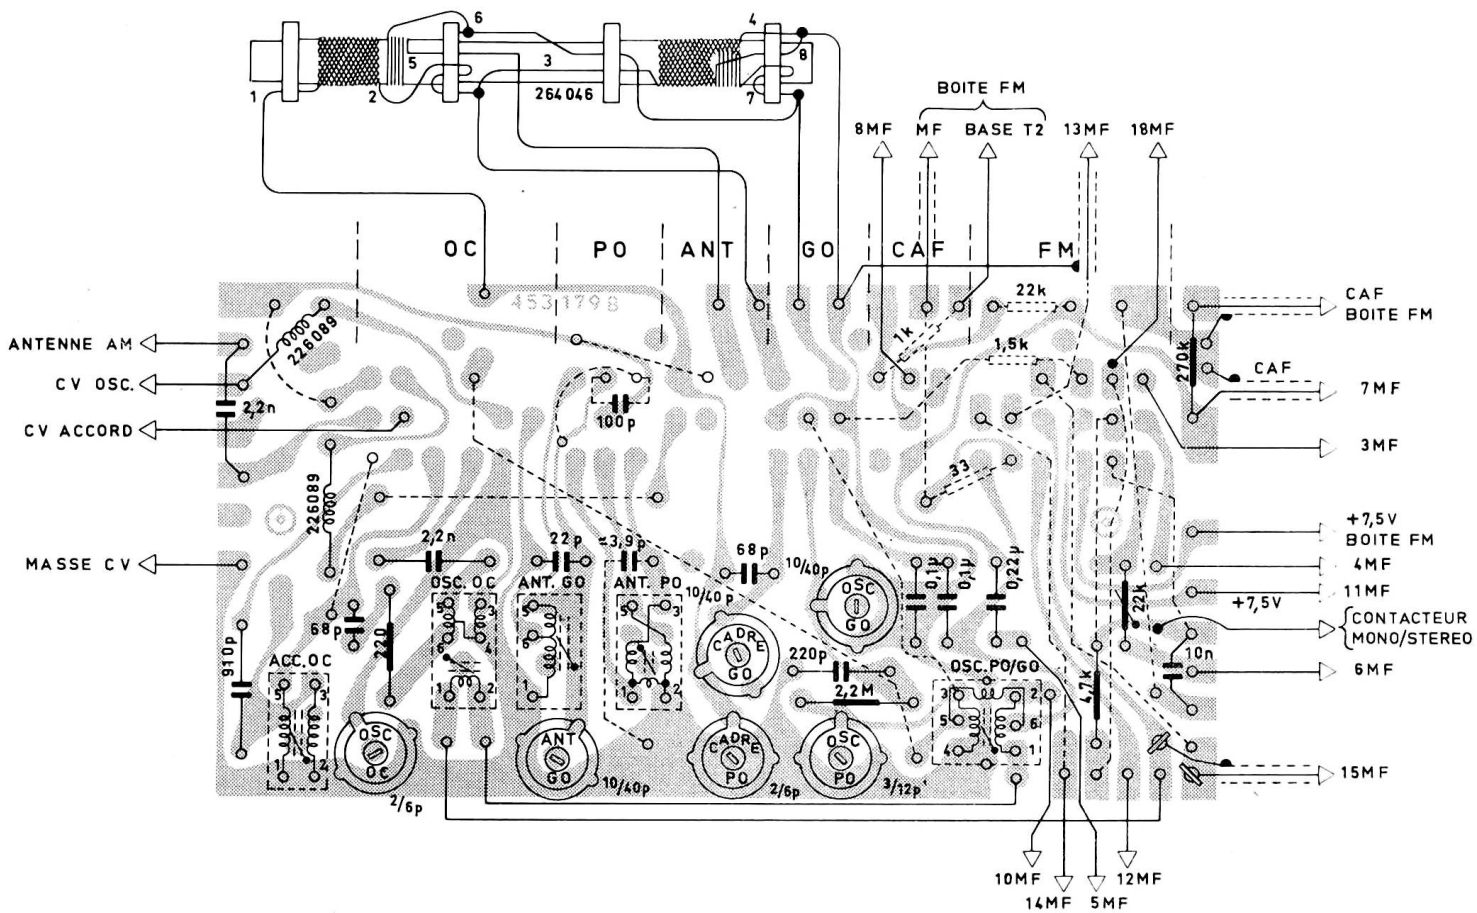 6
4
5
3
8
1
2
264046
7
BOITE FM
8MF MF BASE T2 13MF 18MF
OC PO ANT GO CAF FM
4531798
22k
CAF
BOITE FM
1k
1,5k
270k
CAF
ANTENNE AM
226089
CV OSC.
7MF
2,2n
100p
CV ACCORD
3MF
33
226089
+7,5V
BOITE FM
2,2n
22p
3,9p
MASSE CV
68p
10/40p
0,1µ
0,1µ
0,22µ
4MF
OSC. OC
ANT. GO
ANT. PO
10/40p
22k
11MF
+7,5V
CONTACTEUR
MONO/STEREO
OSC
GO
5 3
6 4
1 2
5
6
1
5 3
1 2
68p
220
910p
CADRE
GO
220p
10n
6MF
ACC. OC
5 3
1 2
2,2M
OSC. PO/GO
3 2
5 6
4 1
4,7k
OSC
OC
2/6p
ANT
GO
10/40p
CADRE
PO
2/6p
OSC
PO
3/12p
15MF
10MF
12MF
14MF
5MF